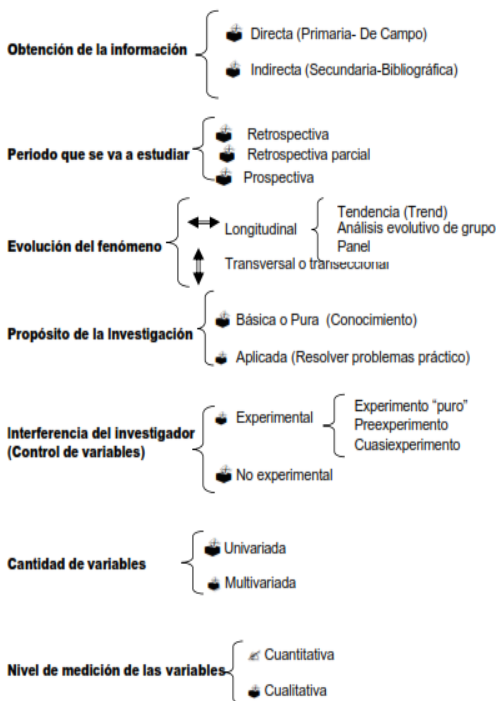 Obtención de la información
Directa (Primaria- De Campo)
Indirecta (Secundaria-Bibliográfica)
Periodo que se va a estudiar
Retrospectiva
Retrospectiva parcial
Prospectiva
Evolución del fenómeno
Longitudinal
Tendencia (Trend)
Análisis evolutivo de grupo
Panel
Transversal o transeccional
Propósito de la Investigación
Básica o Pura (Conocimiento)
Aplicada (Resolver problemas práctico)
Interferencia del investigador
(Control de variables)
Experimental
Experimento “puro”
Preexperimento
Cuasiexperimento
No experimental
Cantidad de variables
Univariada
Multivariada
Nivel de medición de las variables
Cuantitativa
Cualitativa